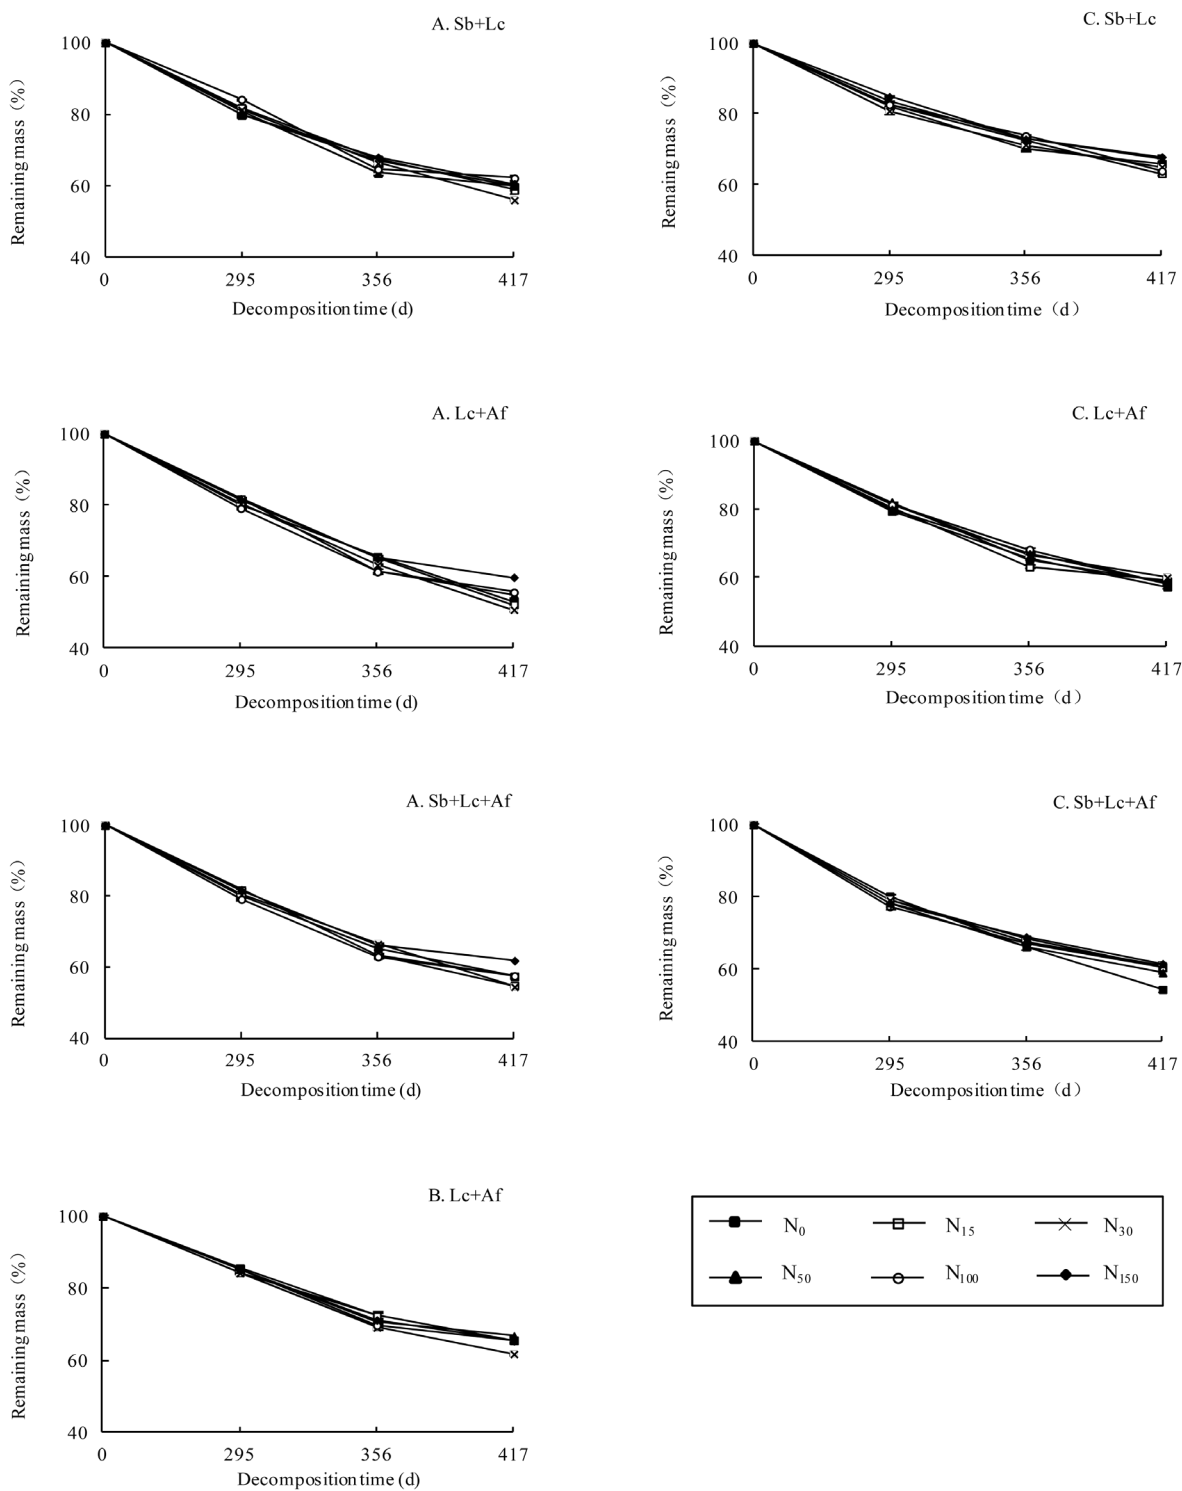 A. Sb+Lc
Remaining mass (%)
100
80
60
40
0 295 356 417
Decomposition time (d)
C. Sb+Lc
Remaing mass (%)
100
80
60
40
0 295 356 417
Decomposition time (d)
A. Lc+Af
Remaining mass (%)
100
80
60
40
0 295 356 417
Decomposition time (d)
C. Lc+Af
Remaining mass (%)
100
80
60
40
0 295 356 417
Decomposition time (d)
A. Sb+Lc+Af
Remaining mass (%)
100
80
60
40
0 295 356 417
Decomposition time (d)
C. Sb+Lc+Af
Remaining mass (%)
100
80
60
40
0 295 356 417
Decomposition time (d)
B. Lc+Af
Remaining mass (%)
100
80
60
40
0 295 356 417
Decomposition time (d)
N0 N15 N30
N50 N100 N150